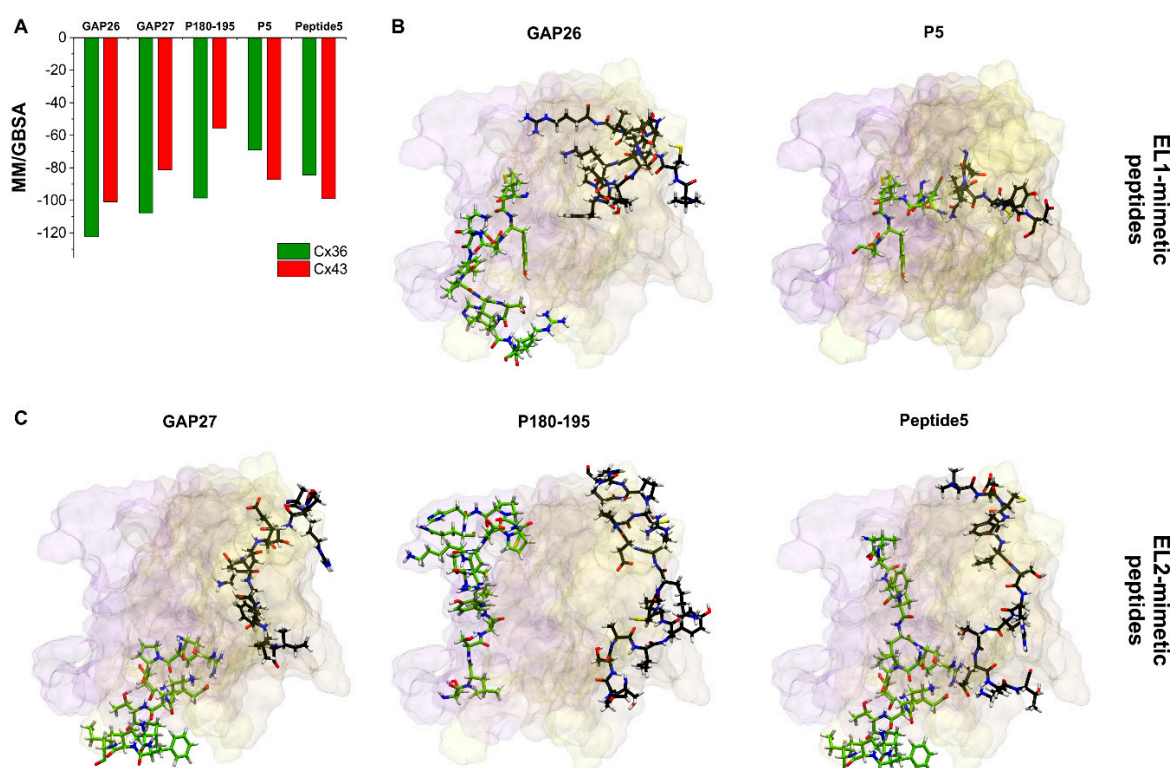 A
GAP26 GAP27 P180-195 P5 Peptide5
0
-20
-40
-60
-80
-100
-120
MM/GBSA
Cx36
Cx43
B
GAP26
P5
EL1-mimetic
peptides
C
GAP27
P180-195
Peptide5
EL2-mimetic
peptides